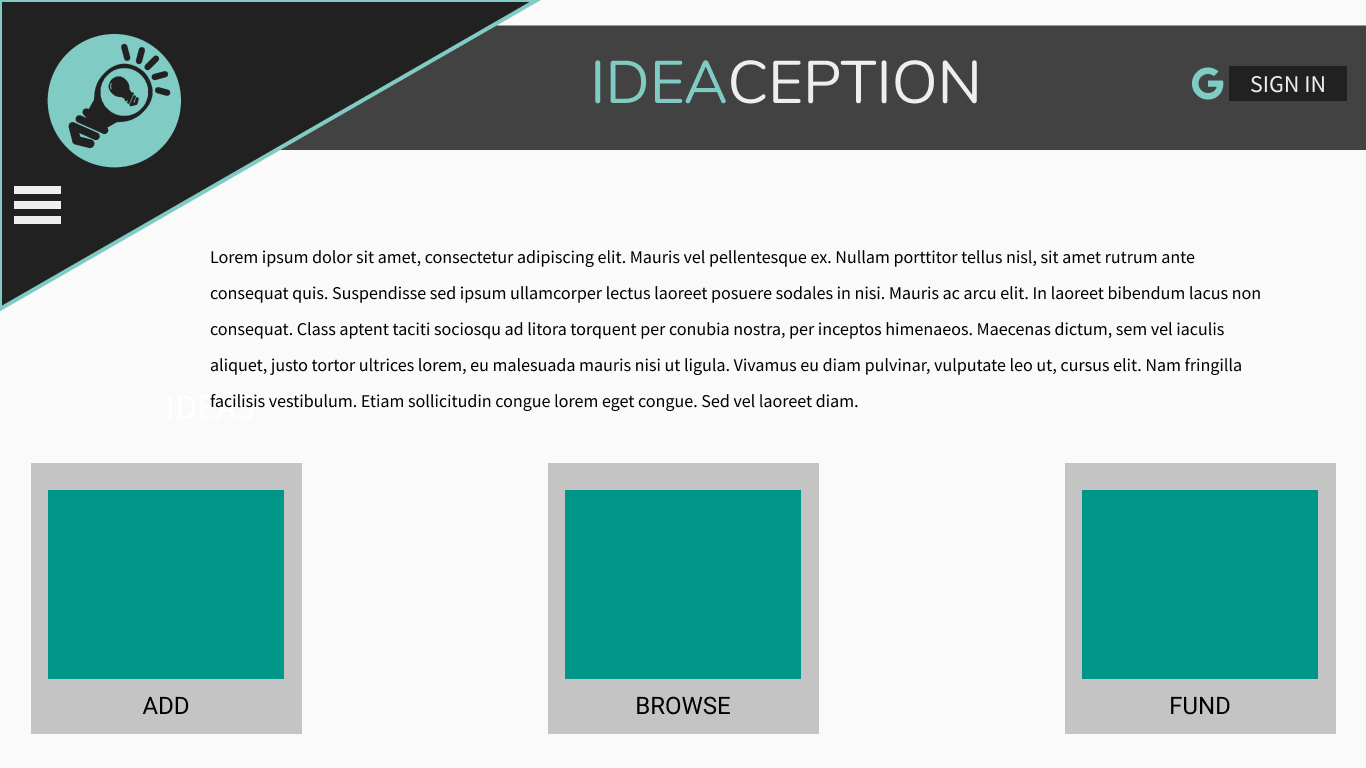 IDEACEPTION
SIGN IN
Lorem ipsum dolor sit amet, consectetur adipiscing elit. Mauris vel pellentesque ex. Nullam porttitor tellus nisl, sit amet rutrum ante
consequat quis. Suspendisse sed ipsum ullamcorper lectus laoreet posuere sodales in nisi. Mauris ac arcu elit. In laoreet bibendum lacus non
consequat. Class aptent taciti sociosqu ad litora torquent per conubia nostra, per inceptos himenaeos. Maecenas dictum, sem vel iaculis
aliquet, justo tortor ultrices lorem, eu malesuada mauris nisi ut ligula. Vivamus eu diam pulvinar, vulputate leo ut, cursus elit. Nam fringilla
facilisis vestibulum. Etiam sollicitudin congue lorem eget congue. Sed vel laoreet diam.
IDEAS
ADD
BROWSE
FUND